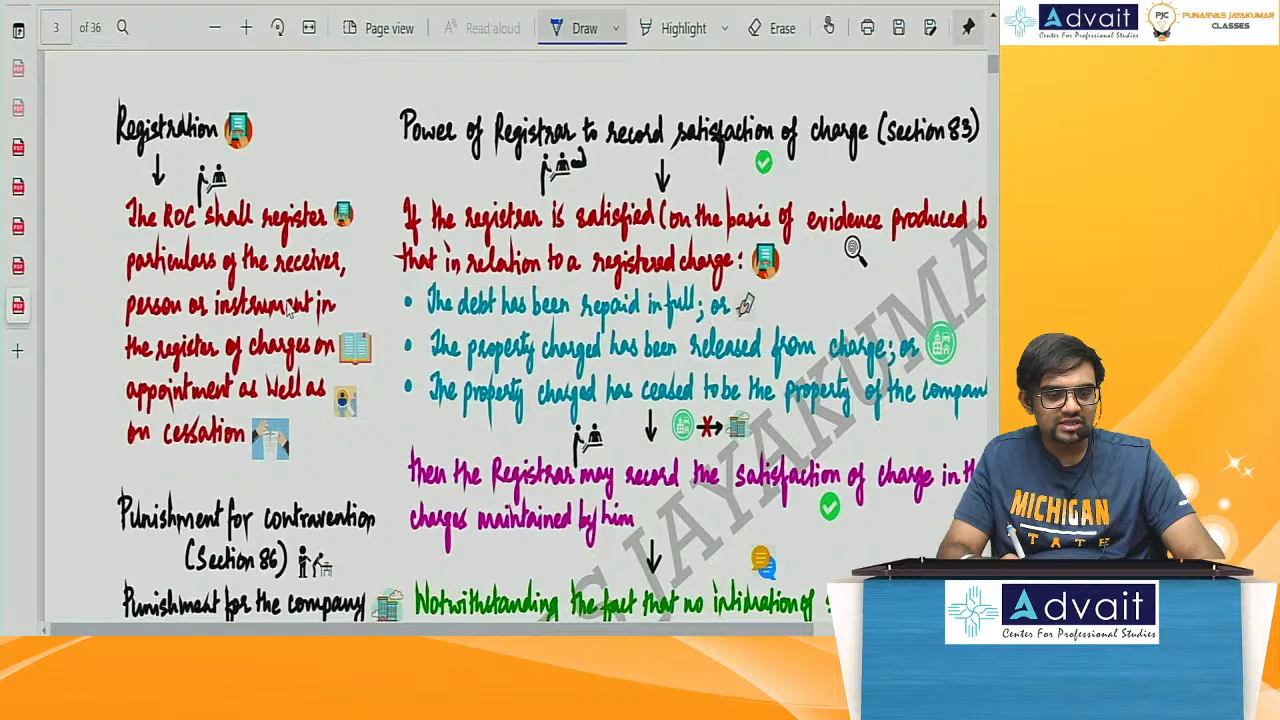 3 of 36
Page view
Read aloud
Draw
Highlight
Erase
Advait
Center For Professional Studies
PJC
PUNARVAS JAYAKUMAR
CLASSES
Registration
The ROC shall register
particulars of the receiver,
person or instrument in
the register of charges on
appointment as well as
on cessation
Punishment for contravention
(Section 86)
Punishment for the company
Power of Registrar to record satisfaction of charge (section 83)
If the registrar is satisfied (on the basis of evidence produced b
that in relation to a registered charge:
• The debt has been repaid in full; or
• The property charged has been released from charge; or
• The property charged has ceased to be the property of the compan
then the Registrar may record the satisfaction of charge in th
charges maintained by him
Notwithstanding the fact that no intimation of
S JAYAKUMA
MICHIGAN
STATE
Advait
Center For Professional Studies